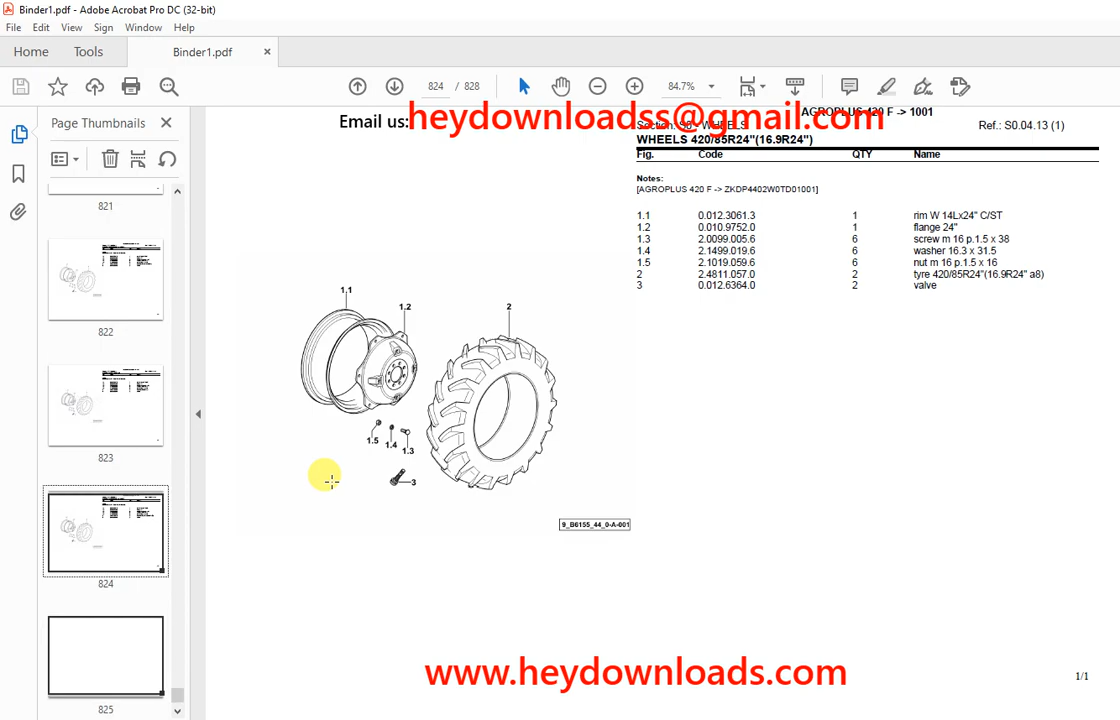 Binder1.pdf - Adobe Acrobat Pro DC (32-bit)
File Edit View Sign Window Help
Home Tools Binder1.pdf ×
824 / 828 84.7%
Page Thumbnails ×
821
822
823
824
825
Email us: heydownloadss@gmail.com
AGROPLUS 420 F -> 1001
Section: S0 - WHEELS Ref.: S0.04.13 (1)
WHEELS 420/85R24"(16.9R24")
Fig. Code QTY Name
Notes:
[AGROPLUS 420 F -> ZKDP4402W0TD01001]
1.1 0.012.3061.3 1 rim W 14Lx24" C/ST
1.2 0.010.9752.0 1 flange 24"
1.3 2.0099.005.6 6 screw m 16 p.1.5 x 38
1.4 2.1499.019.6 6 washer 16.3 x 31.5
1.5 2.1019.059.6 6 nut m 16 p.1.5 x 16
2 2.4811.057.0 2 tyre 420/85R24"(16.9R24" a8)
3 0.012.6364.0 2 valve
1.1
1.2
2
1.5
1.4
1.3
3
9_B6155_44_0-A-001
www.heydownloads.com
1/1